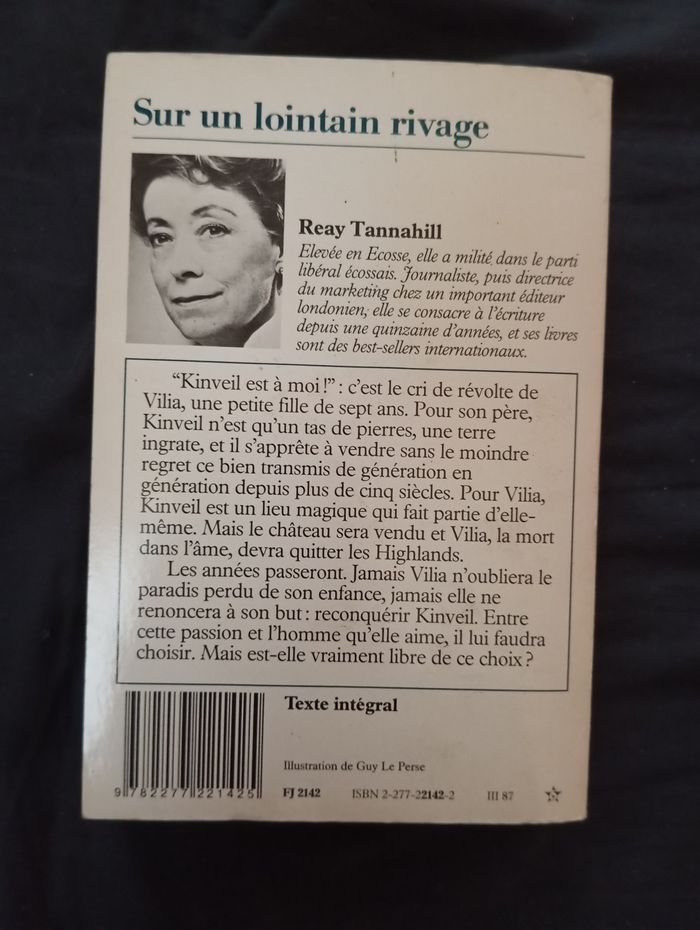 Sur un lointain rivage
Reay Tannahill
Elevée en Ecosse, elle a milité dans le parti
libéral écossais. Journaliste, puis directrice
du marketing chez un important éditeur
londonien, elle se consacre à l'écriture
depuis une quinzaine d'années, et ses livres
sont des best-sellers internationaux.
“Kinveil est à moi !” : c'est le cri de révolte de
Vilia, une petite fille de sept ans. Pour son père,
Kinveil n'est qu'un tas de pierres, une terre
ingrate, et il s'apprête à vendre sans le moindre
regret ce bien transmis de génération en
génération depuis plus de cinq siècles. Pour Vilia,
Kinveil est un lieu magique qui fait partie d'elle-
même. Mais le château sera vendu et Vilia, la mort
dans l'âme, devra quitter les Highlands.
Les années passeront. Jamais Vilia n'oubliera le
paradis perdu de son enfance, jamais elle ne
renoncera à son but : reconquérir Kinveil. Entre
cette passion et l'homme qu'elle aime, il lui faudra
choisir. Mais est-elle vraiment libre de ce choix ?
Texte intégral
Illustration de Guy Le Perse
9 782277 221425
FJ 2142 ISBN 2-277-22142-2 III 87